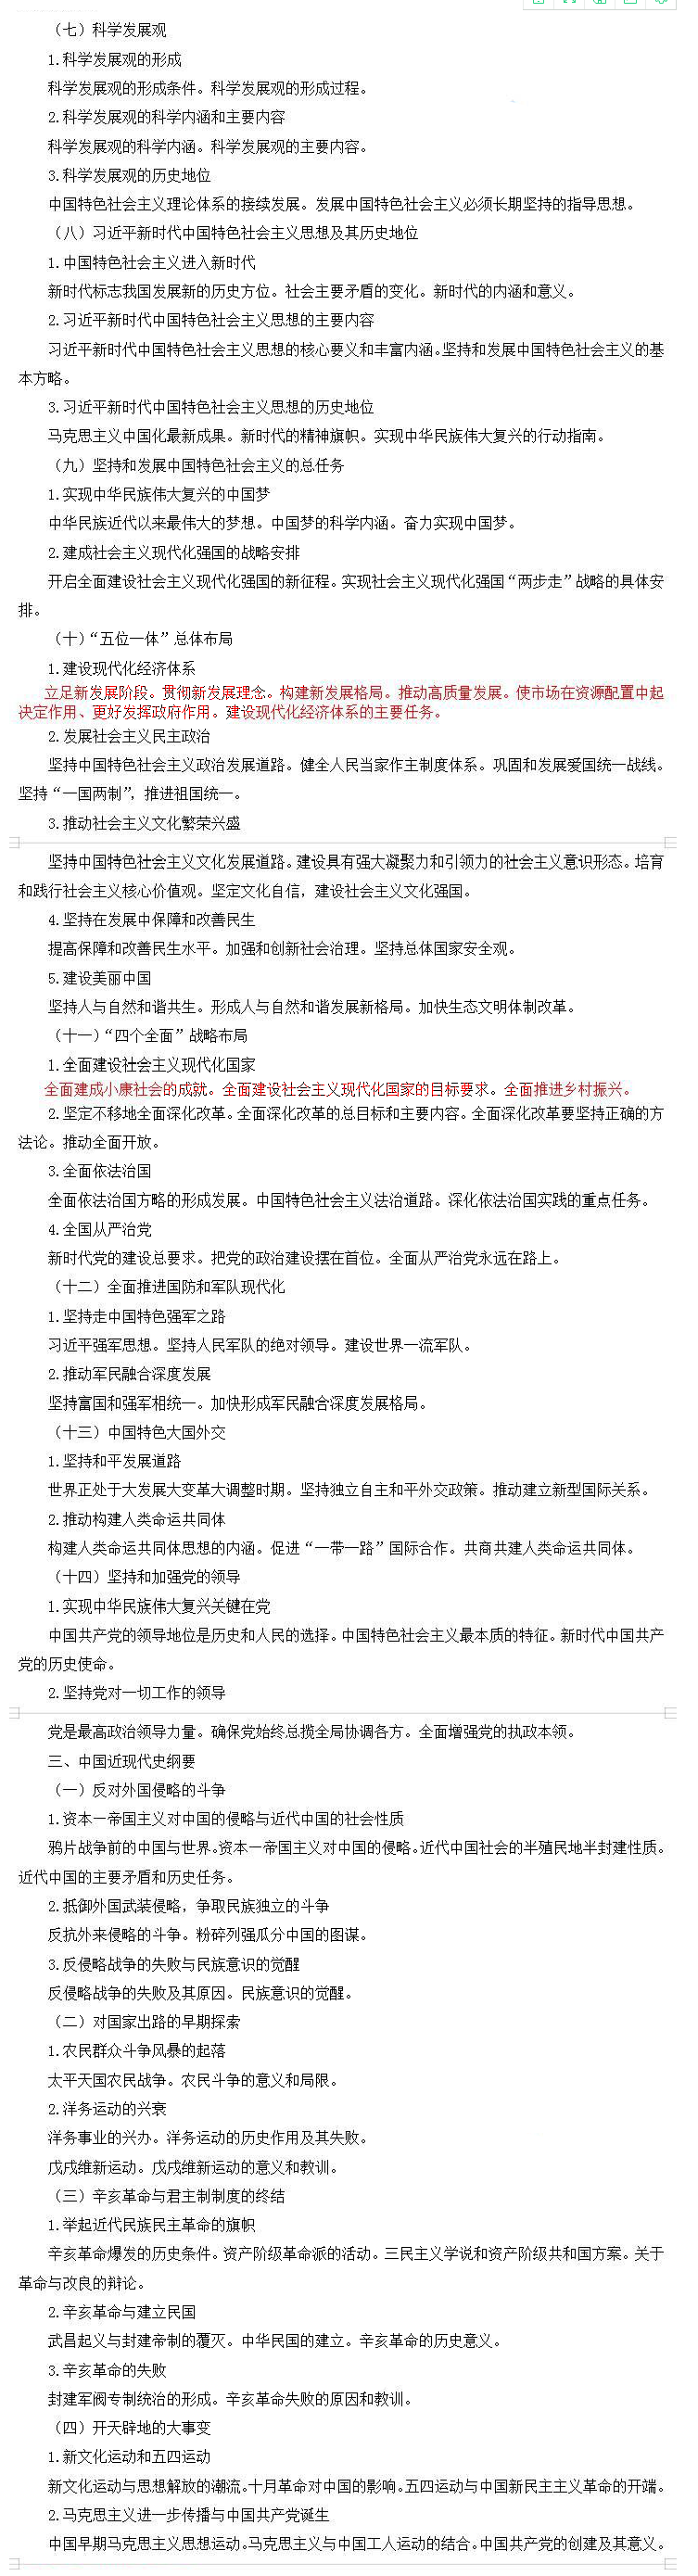 （七）科学发展观
1.科学发展观的形成
科学发展观的形成条件。科学发展观的形成过程。
2.科学发展观的科学内涵和主要内容
科学发展观的科学内涵。科学发展观的主要内容。
3.科学发展观的历史地位
中国特色社会主义理论体系的接续发展。发展中国特色社会主义必须长期坚持的指导思想。
（八）习近平新时代中国特色社会主义思想及其历史地位
1.中国特色社会主义进入新时代
新时代标志我国发展新的历史方位。社会主要矛盾的变化。新时代的内涵和意义。
2.习近平新时代中国特色社会主义思想的主要内容
习近平新时代中国特色社会主义思想的核心要义和丰富内涵。坚持和发展中国特色社会主义的基
本方略。
3.习近平新时代中国特色社会主义思想的历史地位
马克思主义中国化最新成果。新时代的精神旗帜。实现中华民族伟大复兴的行动指南。
（九）坚持和发展中国特色社会主义的总任务
1.实现中华民族伟大复兴的中国梦
中华民族近代以来最伟大的梦想。中国梦的科学内涵。奋力实现中国梦。
2.建成社会主义现代化强国的战略安排
开启全面建设社会主义现代化强国的新征程。实现社会主义现代化强国“两步走”战略的具体安
排。
（十）“五位一体”总体布局
1.建设现代化经济体系
立足新发展阶段。贯彻新发展理念。构建新发展格局。推动高质量发展。使市场在资源配置中起
决定作用、更好发挥政府作用。建设现代化经济体系的主要任务。
2.发展社会主义民主政治
坚持中国特色社会主义政治发展道路。健全人民当家作主制度体系。巩固和发展爱国统一战线。
坚持“一国两制”，推进祖国统一。
3.推动社会主义文化繁荣兴盛
坚持中国特色社会主义文化发展道路。建设具有强大凝聚力和引领力的社会主义意识形态。培育
和践行社会主义核心价值观。坚定文化自信，建设社会主义文化强国。
4.坚持在发展中保障和改善民生
提高保障和改善民生水平。加强和创新社会治理。坚持总体国家安全观。
5.建设美丽中国
坚持人与自然和谐共生。形成人与自然和谐发展新格局。加快生态文明体制改革。
（十一）“四个全面”战略布局
1.全面建设社会主义现代化国家
全面建成小康社会的成就。全面建设社会主义现代化国家的目标要求。全面推进乡村振兴。
2.坚定不移地全面深化改革。全面深化改革的总目标和主要内容。全面深化改革要坚持正确的方
法论。推动全面开放。
3.全面依法治国
全面依法治国方略的形成发展。中国特色社会主义法治道路。深化依法治国实践的重点任务。
4.全国从严治党
新时代党的建设总要求。把党的政治建设摆在首位。全面从严治党永远在路上。
（十二）全面推进国防和军队现代化
1.坚持走中国特色强军之路
习近平强军思想。坚持人民军队的绝对领导。建设世界一流军队。
2.推动军民融合深度发展
坚持富国和强军相统一。加快形成军民融合深度发展格局。
（十三）中国特色大国外交
1.坚持和平发展道路
世界正处于大发展大变革大调整时期。坚持独立自主和平外交政策。推动建立新型国际关系。
2.推动构建人类命运共同体
构建人类命运共同体思想的内涵。促进“一带一路”国际合作。共商共建人类命运共同体。
（十四）坚持和加强党的领导
1.实现中华民族伟大复兴关键在党
中国共产党的领导地位是历史和人民的选择。中国特色社会主义最本质的特征。新时代中国共产
党的历史使命。
2.坚持党对一切工作的领导
党是最高政治领导力量。确保党始终总揽全局协调各方。全面增强党的执政本领。
三、中国近现代史纲要
（一）反对外国侵略的斗争
1.资本一帝国主义对中国的侵略与近代中国的社会性质
鸦片战争前的中国与世界。资本一帝国主义对中国的侵略。近代中国社会的半殖民地半封建性质。
近代中国的主要矛盾和历史任务。
2.抵御外国武装侵略，争取民族独立的斗争
反抗外来侵略的斗争。粉碎列强瓜分中国的图谋。
3.反侵略战争的失败与民族意识的觉醒
反侵略战争的失败及其原因。民族意识的觉醒。
（二）对国家出路的早期探索
1.农民群众斗争风暴的起落
太平天国农民战争。农民斗争的意义和局限。
2.洋务运动的兴衰
洋务事业的兴办。洋务运动的历史作用及其失败。
戊戌维新运动。戊戌维新运动的意义和教训。
（三）辛亥革命与君主制制度的终结
1.举起近代民族民主革命的旗帜
辛亥革命爆发的历史条件。资产阶级革命派的活动。三民主义学说和资产阶级共和国方案。关于
革命与改良的辩论。
2.辛亥革命与建立民国
武昌起义与封建帝制的覆灭。中华民国的建立。辛亥革命的历史意义。
3.辛亥革命的失败
封建军阀专制统治的形成。辛亥革命失败的原因和教训。
（四）开天辟地的大事变
1.新文化运动和五四运动
新文化运动与思想解放的潮流。十月革命对中国的影响。五四运动与中国新民主主义革命的开端。
2.马克思主义进一步传播与中国共产党诞生
中国早期马克思主义思想运动。马克思主义与中国工人运动的结合。中国共产党的创建及其意义。